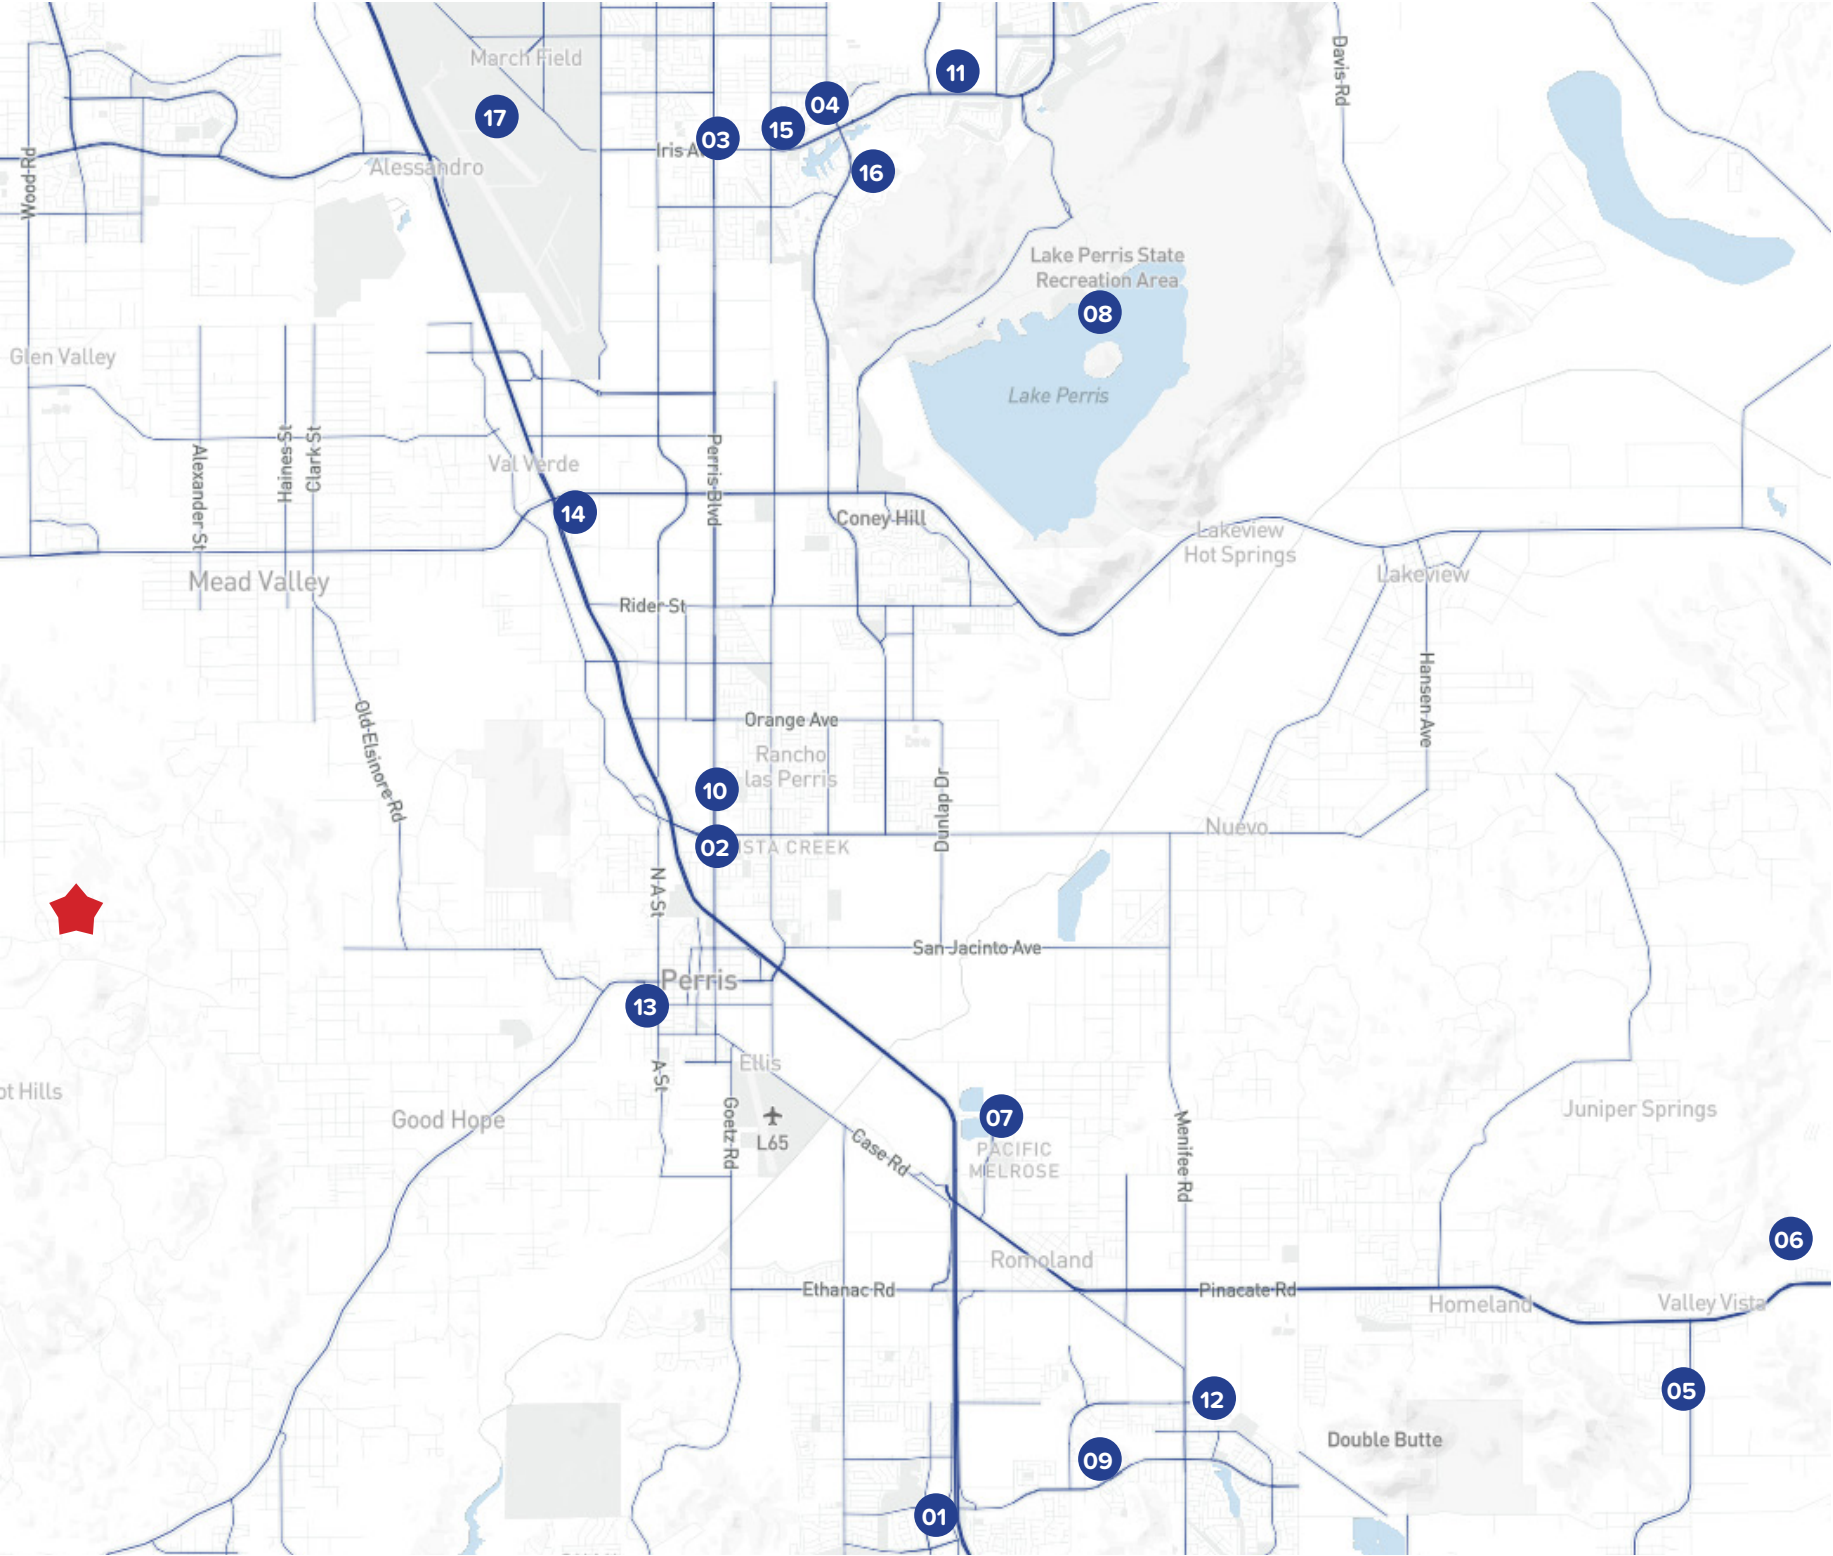 March Field
Davis Rd
11
04
17
15
03
Iris A
Wood Rd
Alessandro
16
Lake Perris State
Recreation Area
08
Glen Valley
Lake Perris
Alexander St
Haines St
Clark St
Val Verde
Perris Blvd
14
Coney Hill
Lakeview
Hot Springs
Lakeview
Mead Valley
Rider St
Hansen Ave
Old Elsinore Rd
Orange Ave
Rancho
las Perris
10
Dunlap Dr
Nuevo
02
ISTA CREEK
N A St
San Jacinto Ave
Perris
13
Ellis
A St
ot Hills
Good Hope
Goetz Rd
L65
Case Rd
07
PACIFIC
MELROSE
Menifee Rd
Juniper Springs
06
Romoland
Ethanac Rd
Pinacate Rd
Homeland
Valley Vista
05
12
Double Butte
09
01